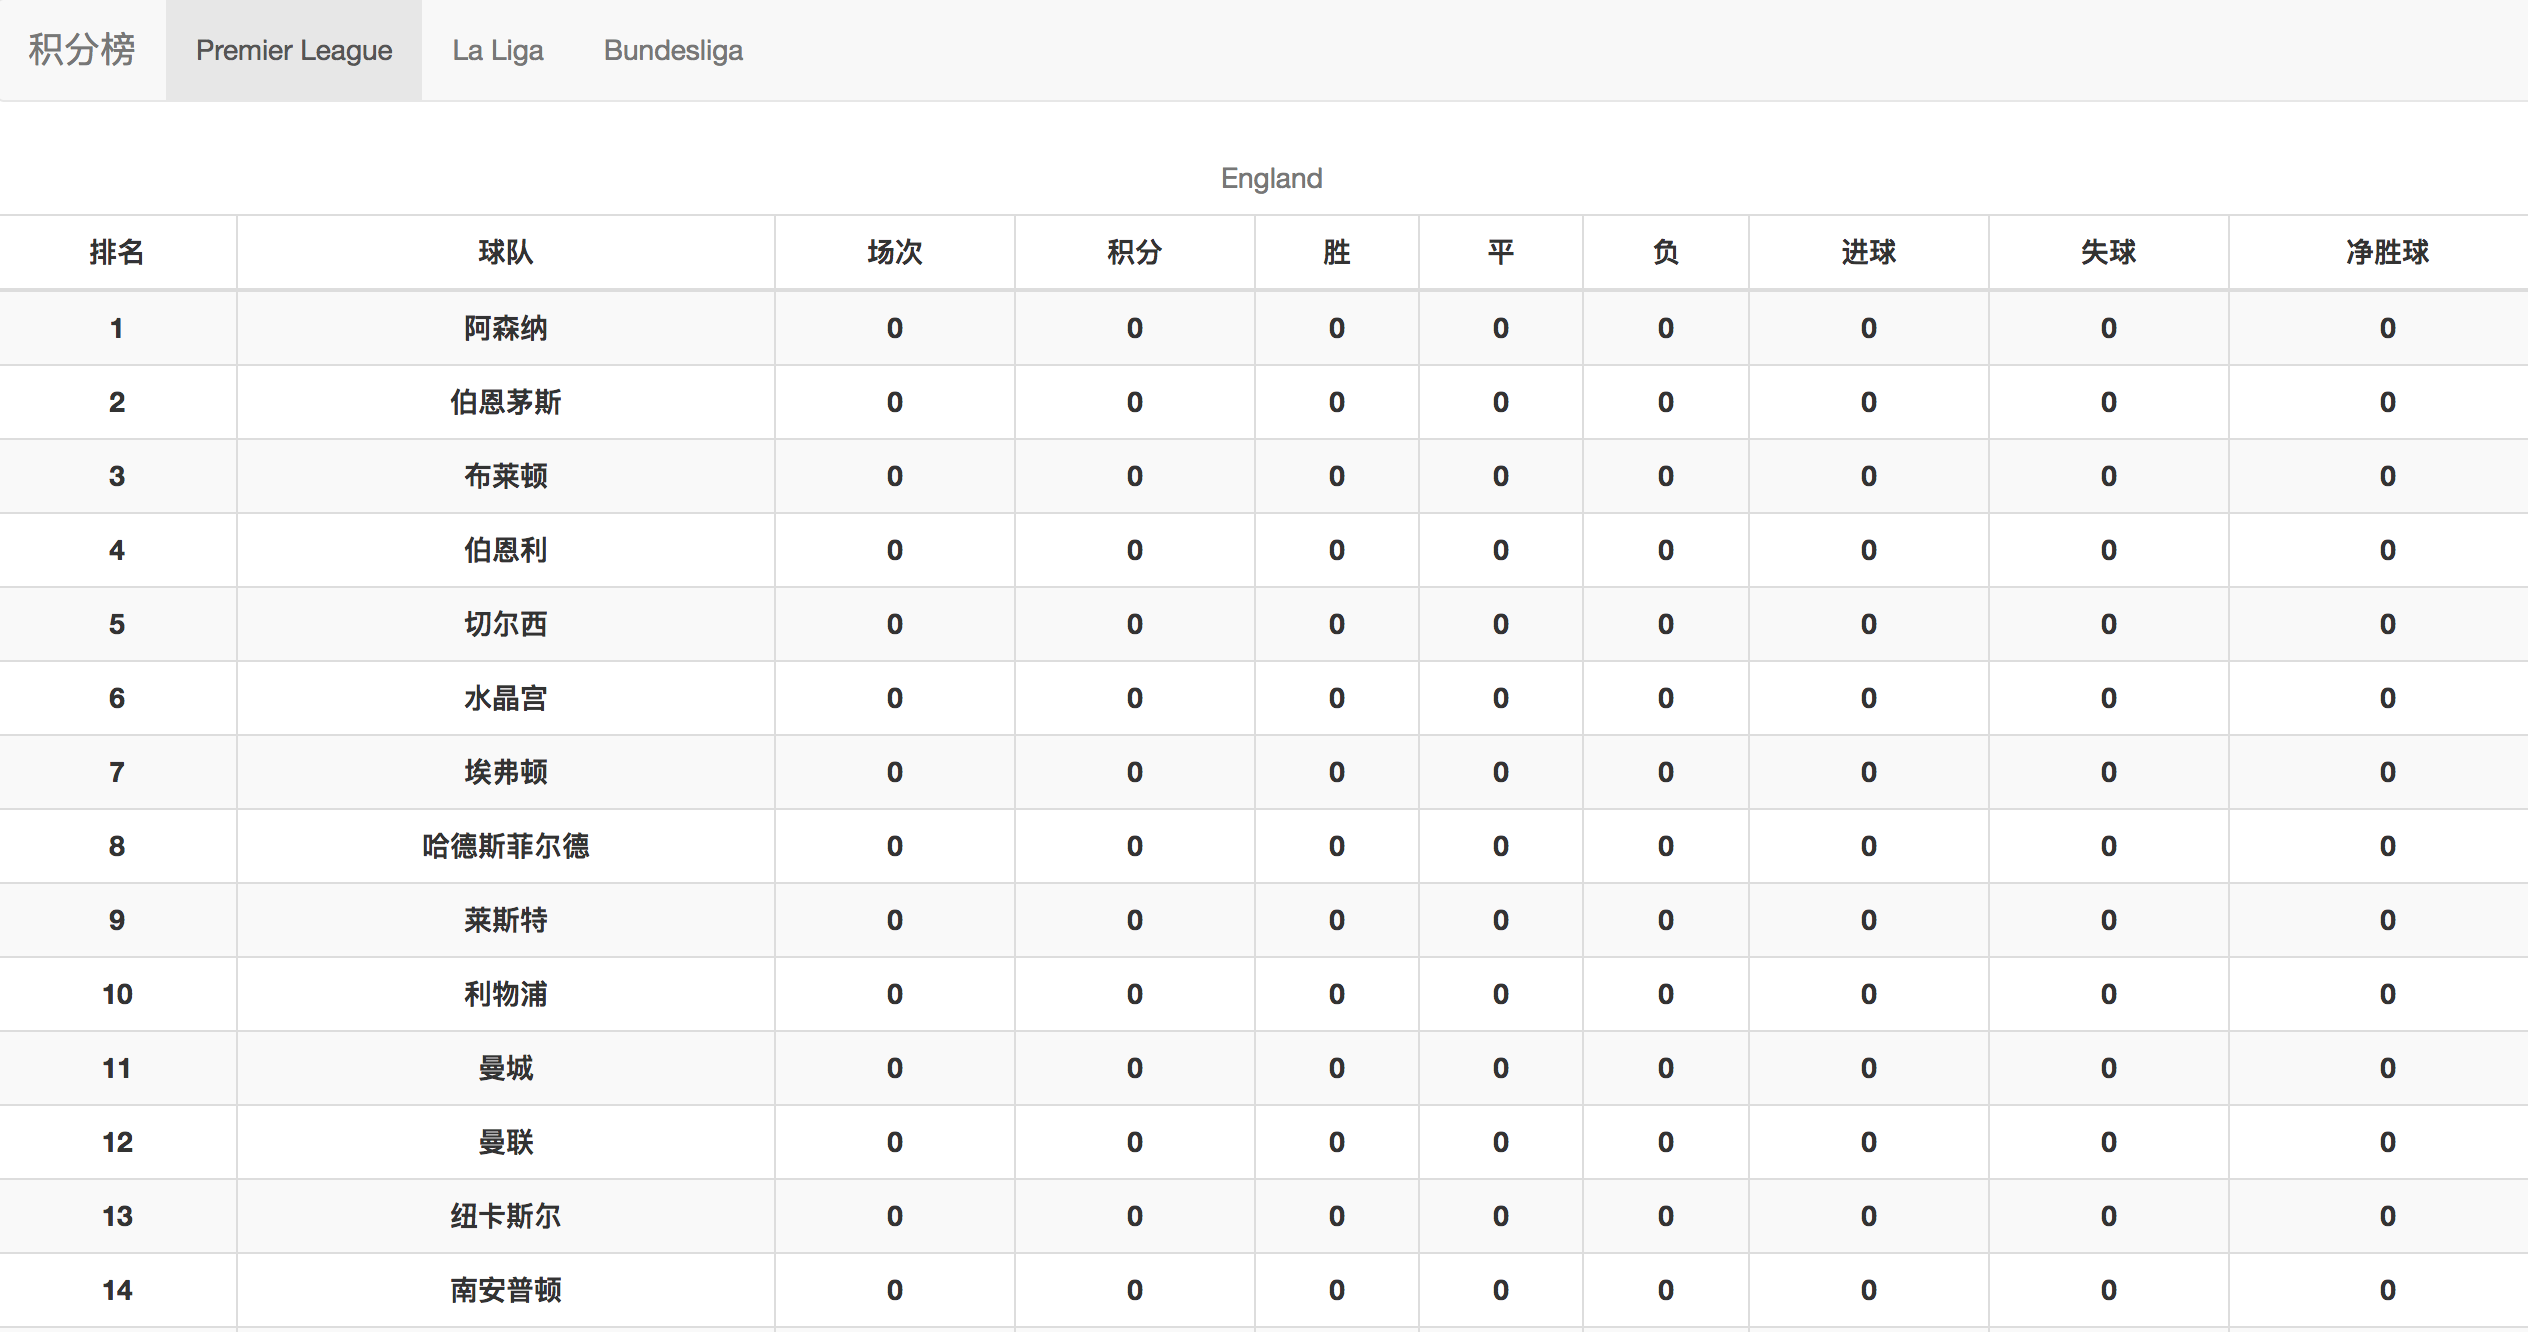 积分榜 Premier League La Liga Bundesliga
England
排名 球队 场次 积分 胜 平 负 进球 失球 净胜球
1 阿森纳 0 0 0 0 0 0 0 0
2 伯恩茅斯 0 0 0 0 0 0 0 0
3 布莱顿 0 0 0 0 0 0 0 0
4 伯恩利 0 0 0 0 0 0 0 0
5 切尔西 0 0 0 0 0 0 0 0
6 水晶宫 0 0 0 0 0 0 0 0
7 埃弗顿 0 0 0 0 0 0 0 0
8 哈德斯菲尔德 0 0 0 0 0 0 0 0
9 莱斯特 0 0 0 0 0 0 0 0
10 利物浦 0 0 0 0 0 0 0 0
11 曼城 0 0 0 0 0 0 0 0
12 曼联 0 0 0 0 0 0 0 0
13 纽卡斯尔 0 0 0 0 0 0 0 0
14 南安普顿 0 0 0 0 0 0 0 0